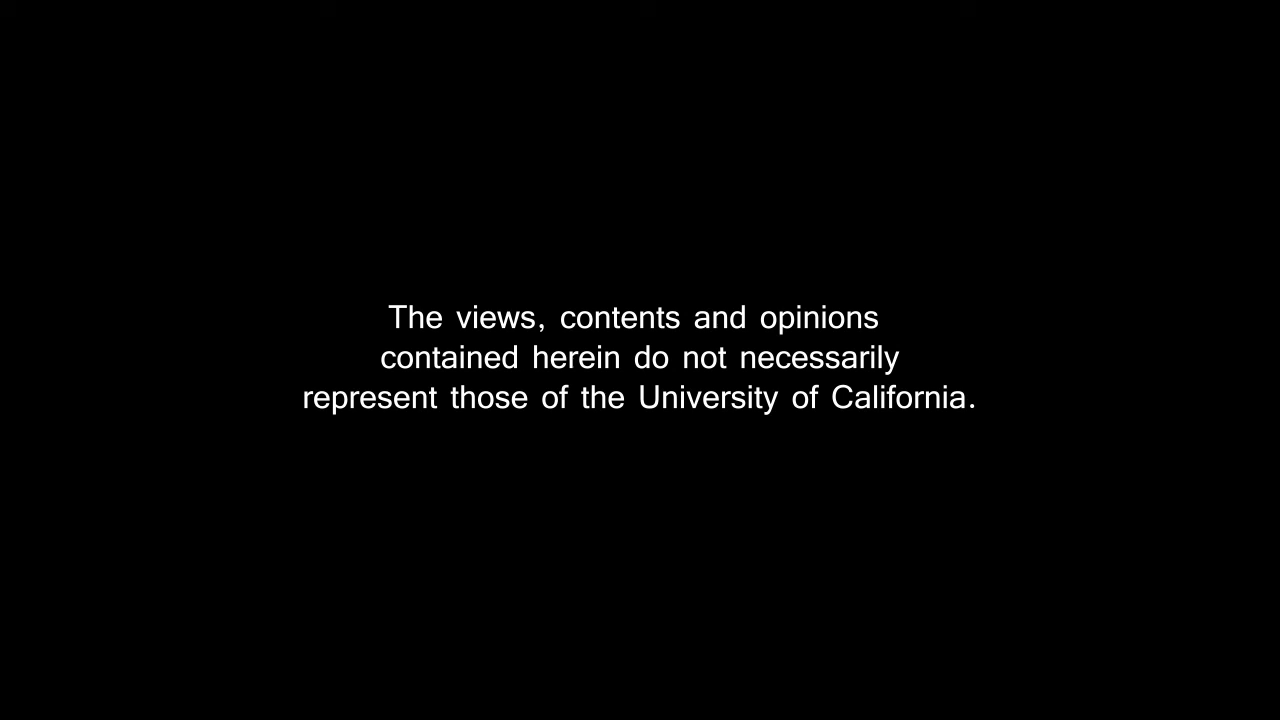 The views, contents and opinions
contained herein do not necessarily
represent those of the University of California.